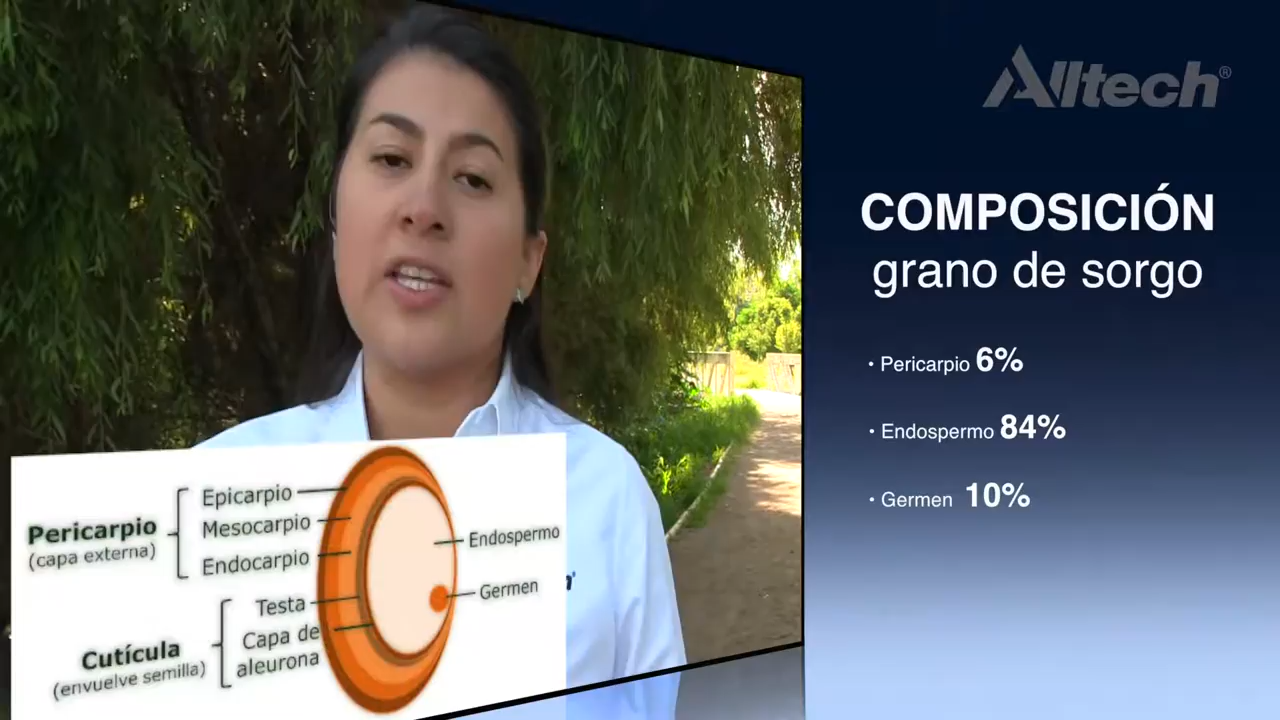 Alltech®
COMPOSICIÓN
grano de sorgo
• Pericarpio 6%
• Endospermo 84%
• Germen 10%
Pericarpio
(capa externa)
Epicarpio
Mesocarpio
Endocarpio
Cutícula
(envuelve semilla)
Testa
Capa de
aleurona
Endospermo
Germen